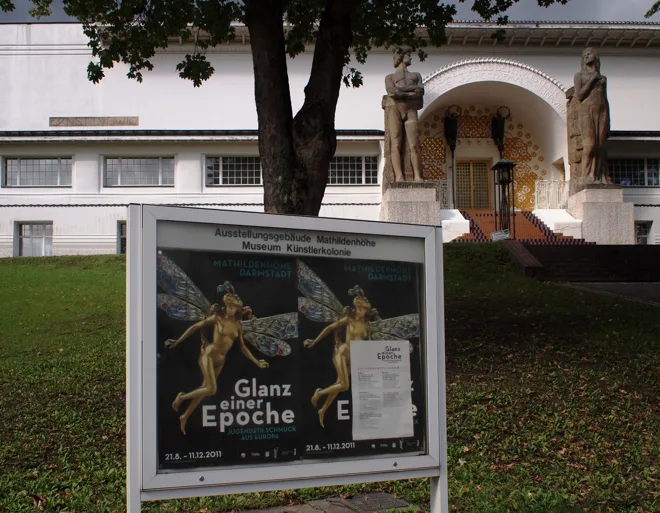 Ausstellungsgebäude Mathildenhöhe
Museum Künstlerkolonie
MATHILDENHÖHE
DARMSTADT
Glanz
einer
Epoche
JUGENDSTILSCHMUCK
AUS EUROPA
21.8. – 11.12.2011
MATHILDENHÖHE
DARMSTADT
E
21.8. – 11.12.2011
Glanz
einer
Epoche